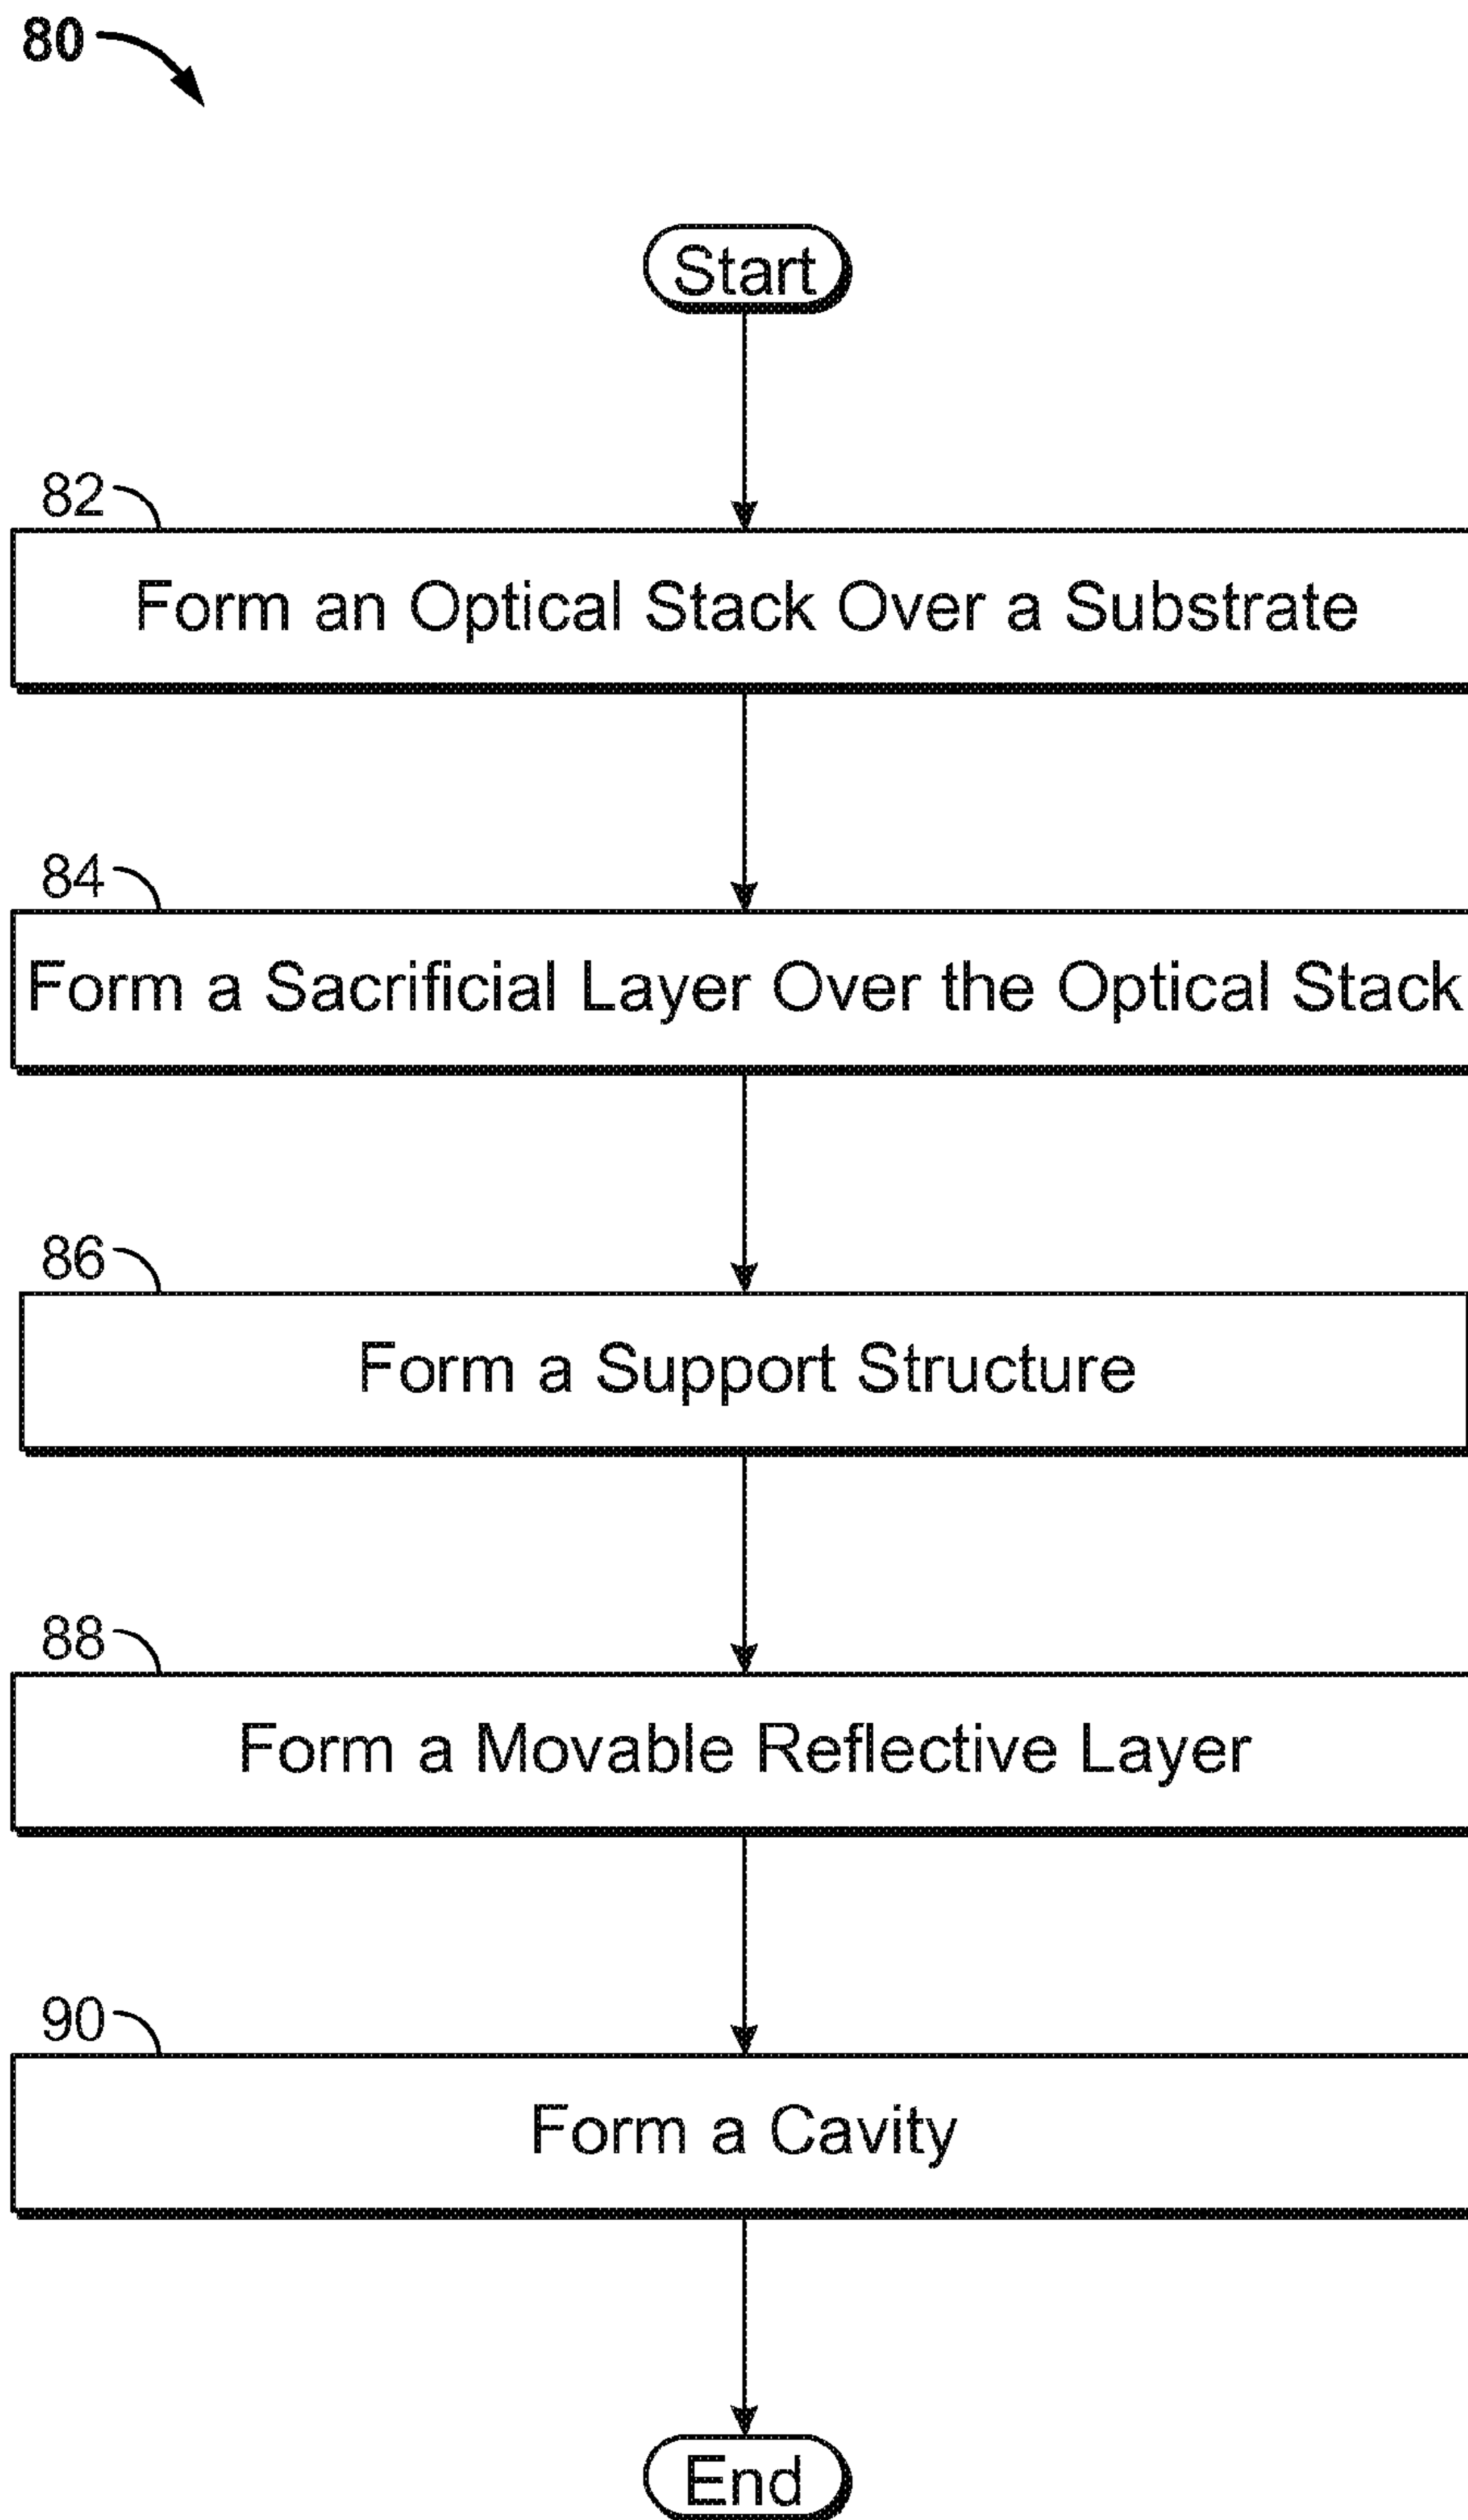 80
Start
82
Form an Optical Stack Over a Substrate
84
Form a Sacrificial Layer Over the Optical Stack
86
Form a Support Structure
88
Form a Movable Reflective Layer
90
Form a Cavity
End